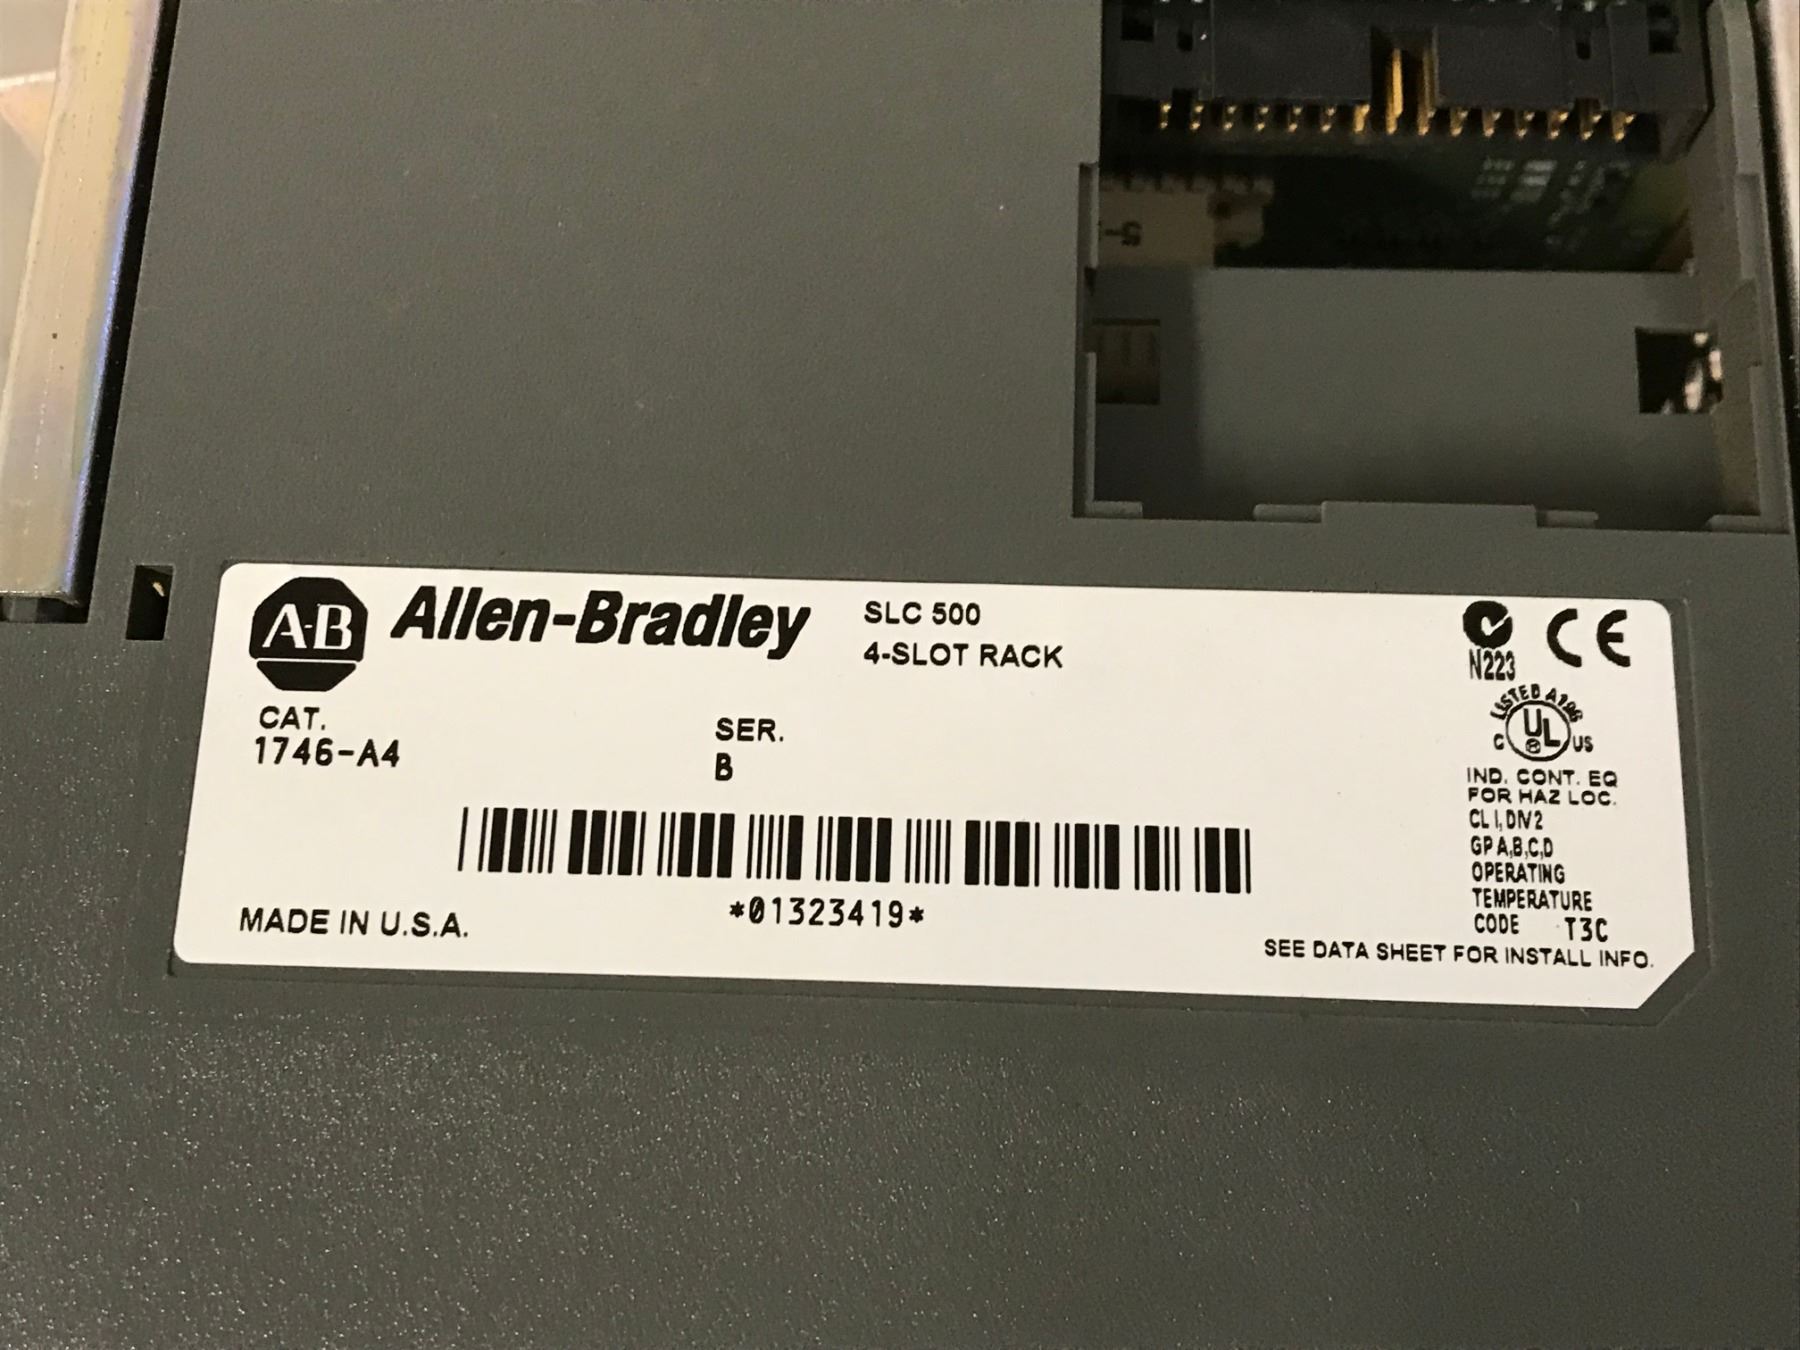 A-B Allen-Bradley
SLC 500
4-SLOT RACK
CAT.
1746-A4
SER.
B
*01323419*
MADE IN U.S.A.
N223
CE
LISTED A196
C UL US
IND. CONT. EQ
FOR HAZ LOC.
CL I, DIV 2
GP A,B,C,D
OPERATING
TEMPERATURE
CODE T3C
SEE DATA SHEET FOR INSTALL INFO.